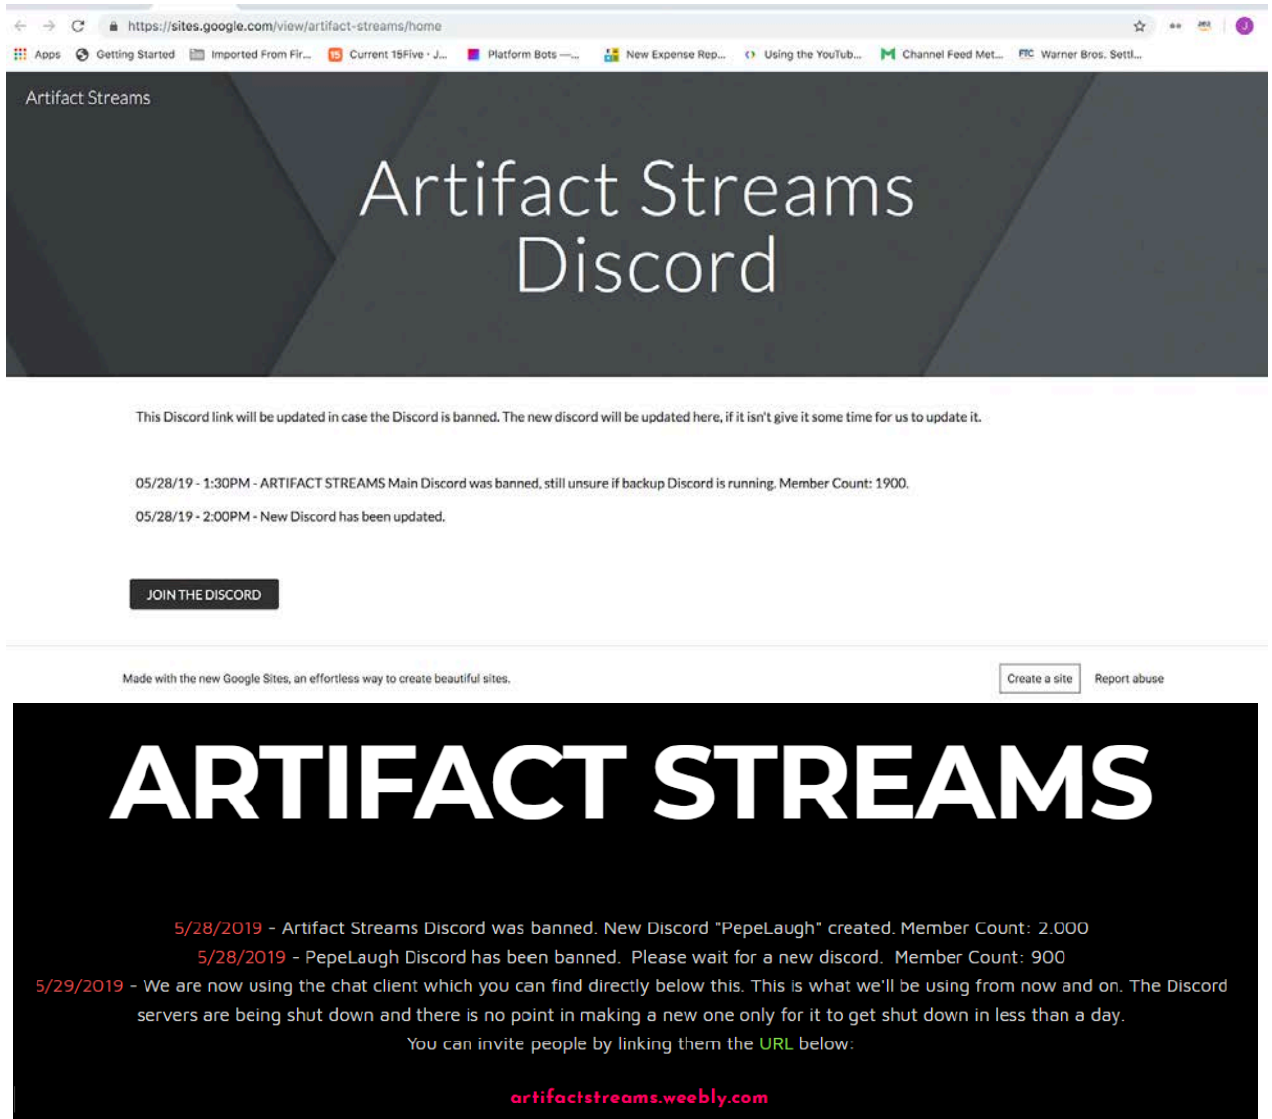 https://sites.google.com/view/artifact-streams/home
Apps Getting Started Imported From Fir... 15 Current 15Five - J... Platform Bots —... New Expense Rep... Using the YouTub... Channel Feed Met... FTC Warner Bros. Settl...
Artifact Streams
Artifact Streams
Discord
This Discord link will be updated in case the Discord is banned. The new discord will be updated here, if it isn't give it some time for us to update it.
05/28/19 - 1:30PM - ARTIFACT STREAMS Main Discord was banned, still unsure if backup Discord is running. Member Count: 1900.
05/28/19 - 2:00PM - New Discord has been updated.
JOIN THE DISCORD
Made with the new Google Sites, an effortless way to create beautiful sites. Create a site Report abuse
ARTIFACT STREAMS
5/28/2019 - Artifact Streams Discord was banned. New Discord "PepeLaugh" created. Member Count: 2.000
5/28/2019 - PepeLaugh Discord has been banned. Please wait for a new discord. Member Count: 900
5/29/2019 - We are now using the chat client which you can find directly below this. This is what we'll be using from now and on. The Discord
servers are being shut down and there is no point in making a new one only for it to get shut down in less than a day.
You can invite people by linking them the URL below:
artifactstreams.weebly.com